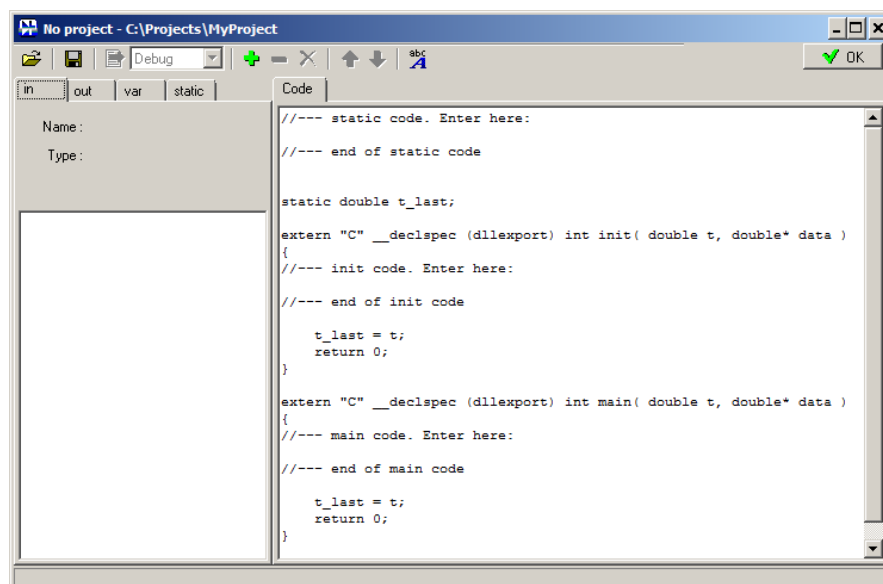 No project - C:\Projects\MyProject
Debug
abc
A
OK
in out var static
Code
Name :
Type :
//--- static code. Enter here:
//--- end of static code
static double t_last;
extern "C" __declspec (dllexport) int init( double t, double* data )
{
//--- init code. Enter here:
//--- end of init code
t_last = t;
return 0;
}
extern "C" __declspec (dllexport) int main( double t, double* data )
{
//--- main code. Enter here:
//--- end of main code
t_last = t;
return 0;
}